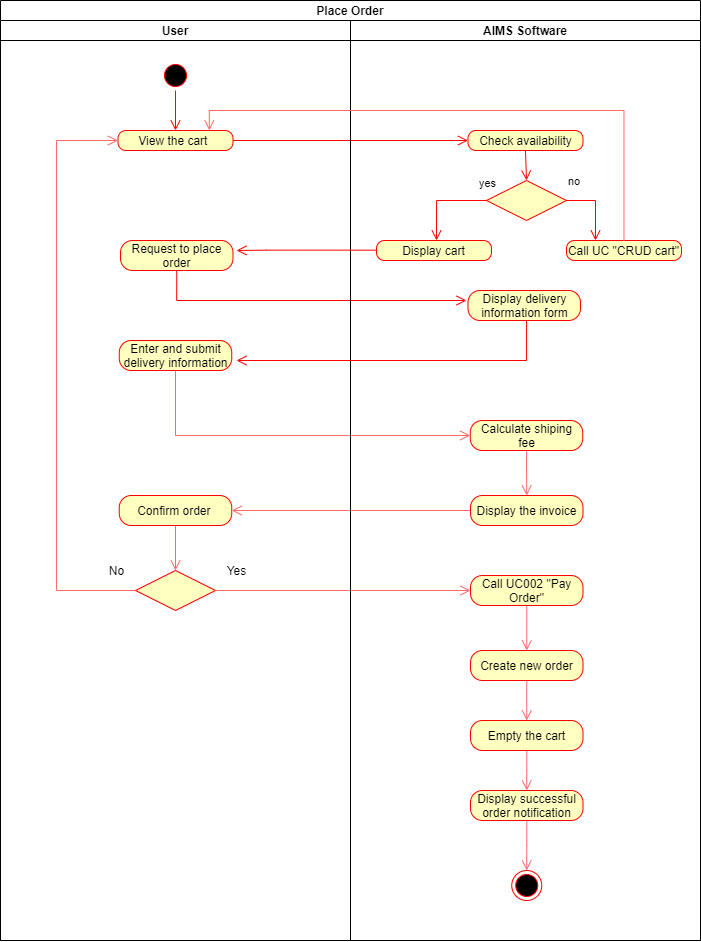 Place Order
User
AIMS Software
View the cart
Check availability
yes
no
Request to place
order
Display cart
Call UC "CRUD cart"
Display delivery
information form
Enter and submit
delivery information
Calculate shiping
fee
Confirm order
Display the invoice
No
Yes
Call UC002 "Pay
Order"
Create new order
Empty the cart
Display successful
order notification